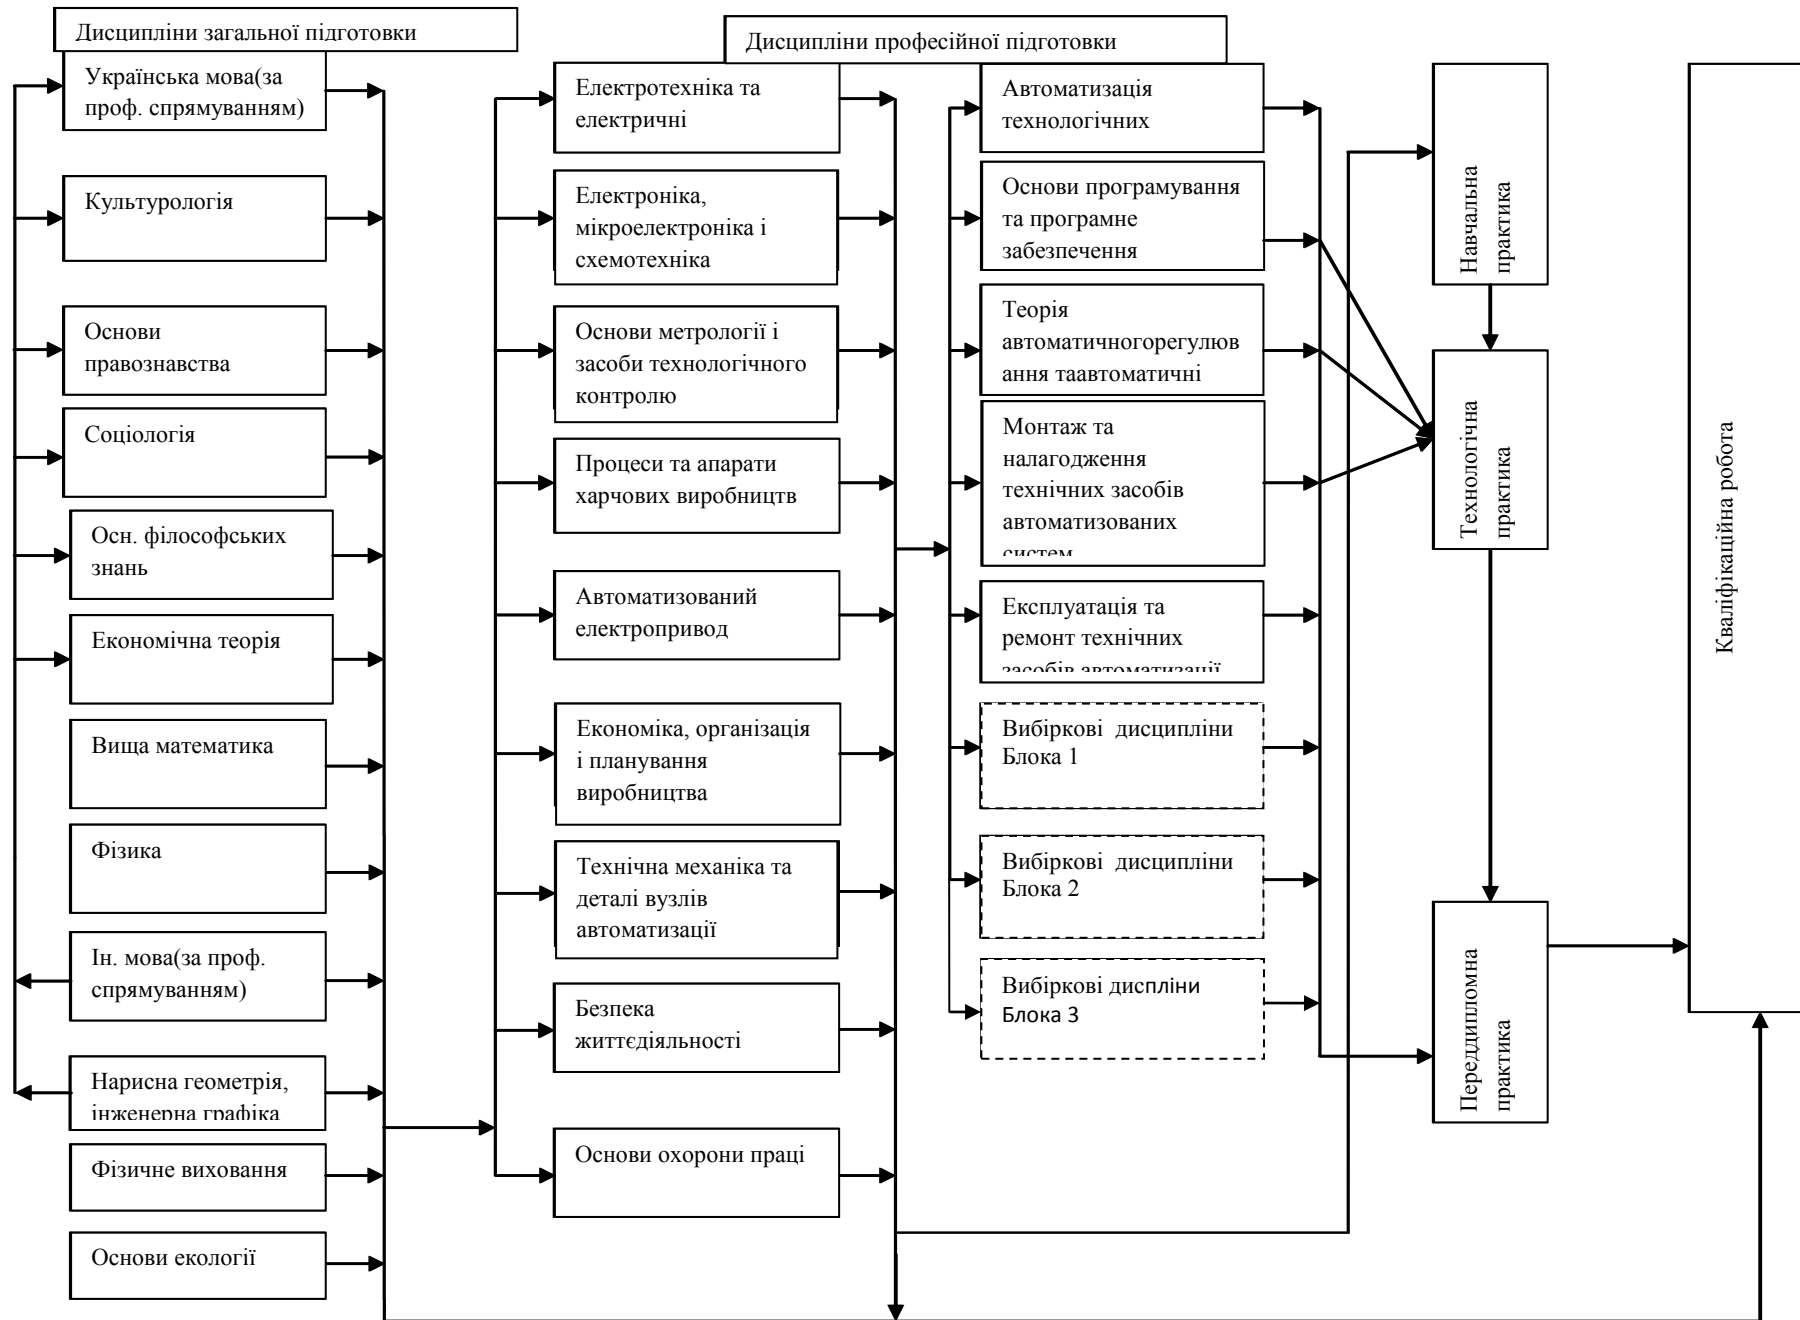 Дисципліни загальної підготовки
Українська мова(за
проф. спрямуванням)
Культурологія
Основи
правознавства
Соціологія
Осн. філософських
знань
Економічна теорія
Вища математика
Фізика
Ін. мова(за проф.
спрямуванням)
Нарисна геометрія,
інженерна графіка
Фізичне виховання
Основи екології
Дисципліни професійної підготовки
Електротехніка та
електричні
Електроніка,
мікроелектроніка і
схемотехніка
Основи метрології і
засоби технологічного
контролю
Процеси та апарати
харчових виробництв
Автоматизований
електропривод
Економіка, організація
і планування
виробництва
Технічна механіка та
деталі вузлів
автоматизації
Безпека
життєдіяльності
Основи охорони праці
Автоматизація
технологічних
Основи програмування
та програмне
забезпечення
Теорія
автоматичногорегулюв
ання таавтоматичні
Монтаж та
налагодження
технічних засобів
автоматизованих
систем
Експлуатація та
ремонт технічних
засобів автоматизації
Вибіркові дисципліни
Блока 1
Вибіркові дисципліни
Блока 2
Вибіркові диспліни
Блока 3
Навчальна
практика
Технологічна
практика
Переддипломна
практика
Кваліфікаційна робота